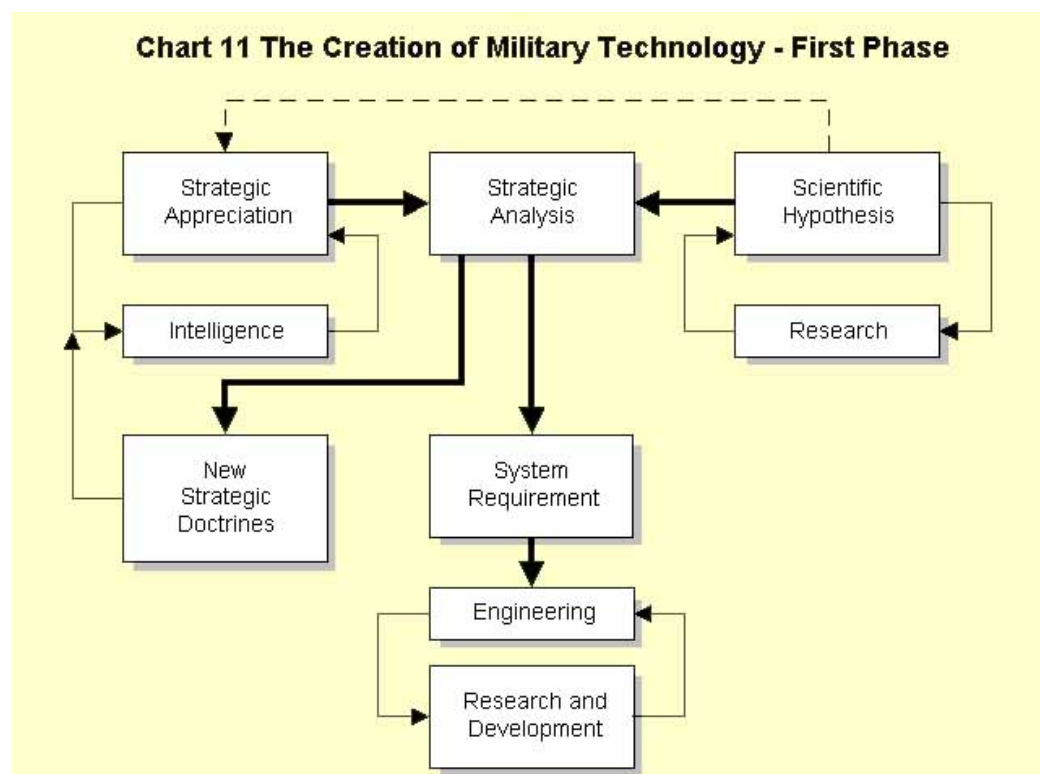 Chart 11 The Creation of Military Technology - First Phase
Strategic
Appreciation
Strategic
Analysis
Scientific
Hypothesis
Intelligence
Research
New
Strategic
Doctrines
System
Requirement
Engineering
Research and
Development